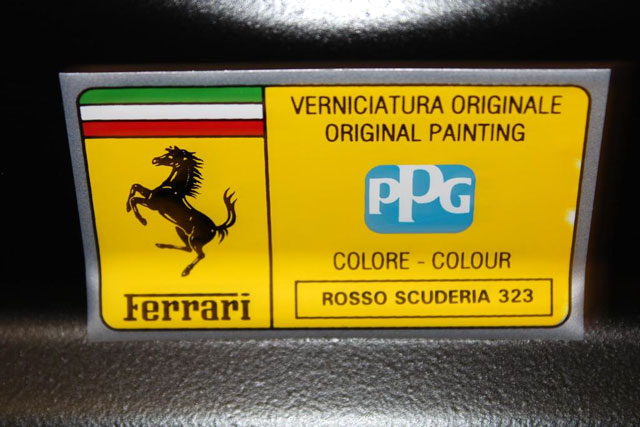 Ferrari
VERNICIATURA ORIGINALE
ORIGINAL PAINTING
PPG
COLORE - COLOUR
ROSSO SCUDERIA 323